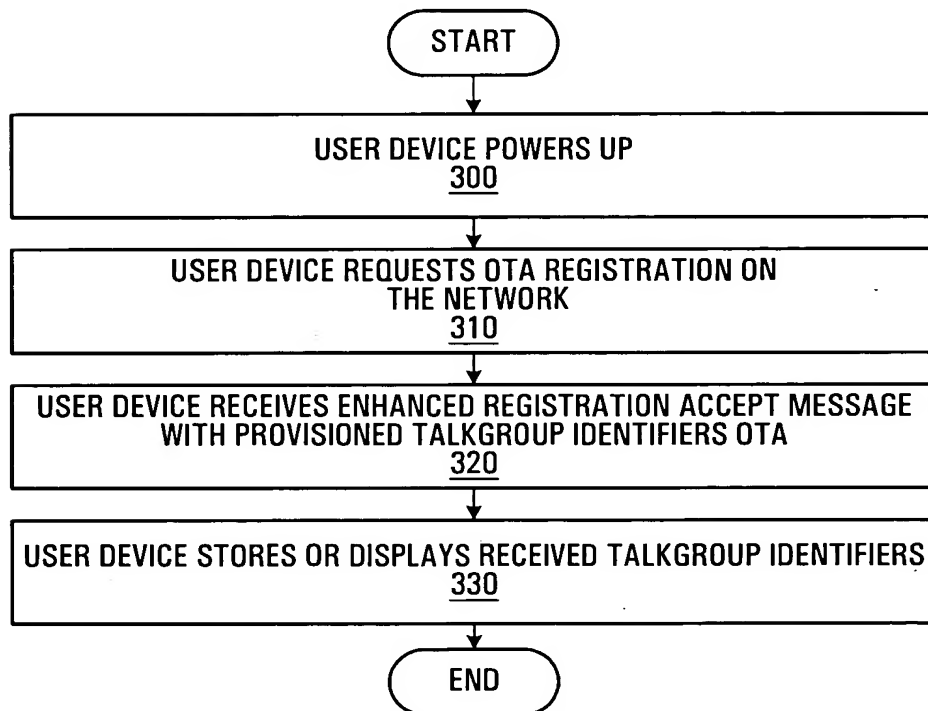 START
USER DEVICE POWERS UP
300
USER DEVICE REQUESTS OTA REGISTRATION ON
THE NETWORK
310
USER DEVICE RECEIVES ENHANCED REGISTRATION ACCEPT MESSAGE
WITH PROVISIONED TALKGROUP IDENTIFIERS OTA
320
USER DEVICE STORES OR DISPLAYS RECEIVED TALKGROUP IDENTIFIERS
330
END